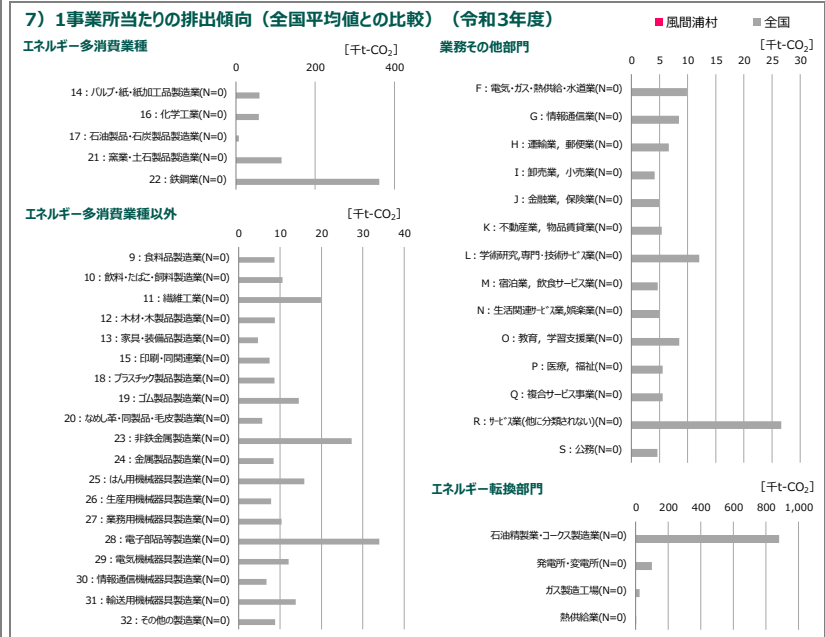 7）1事業所当たりの排出傾向（全国平均値との比較）（令和3年度）
■風間浦村 ■全国
エネルギー多消費業種
[千t-CO₂]
0 200 400
14：パルプ・紙・紙加工品製造業(N=0)
16：化学工業(N=0)
17：石油製品・石炭製品製造業(N=0)
21：窯業・土石製品製造業(N=0)
22：鉄鋼業(N=0)
エネルギー多消費業種以外
[千t-CO₂]
0 10 20 30 40
9：食料品製造業(N=0)
10：飲料・たばこ・飼料製造業(N=0)
11：繊維工業(N=0)
12：木材・木製品製造業(N=0)
13：家具・装備品製造業(N=0)
15：印刷・同関連業(N=0)
18：プラスチック製品製造業(N=0)
19：ゴム製品製造業(N=0)
20：なめし革・同製品・毛皮製造業(N=0)
23：非鉄金属製造業(N=0)
24：金属製品製造業(N=0)
25：はん用機械器具製造業(N=0)
26：生産用機械器具製造業(N=0)
27：業務用機械器具製造業(N=0)
28：電子部品等製造業(N=0)
29：電気機械器具製造業(N=0)
30：情報通信機械器具製造業(N=0)
31：輸送用機械器具製造業(N=0)
32：その他の製造業(N=0)
業務その他部門
[千t-CO₂]
0 5 10 15 20 25 30
F：電気・ガス・熱供給・水道業(N=0)
G：情報通信業(N=0)
H：運輸業，郵便業(N=0)
I：卸売業，小売業(N=0)
J：金融業，保険業(N=0)
K：不動産業，物品賃貸業(N=0)
L：学術研究,専門・技術サービス業(N=0)
M：宿泊業，飲食サービス業(N=0)
N：生活関連サービス業,娯楽業(N=0)
O：教育，学習支援業(N=0)
P：医療，福祉(N=0)
Q：複合サービス事業(N=0)
R：サービス業(他に分類されない)(N=0)
S：公務(N=0)
エネルギー転換部門
[千t-CO₂]
0 200 400 600 800 1,000
石油精製業・コークス製造業(N=0)
発電所・変電所(N=0)
ガス製造工場(N=0)
熱供給業(N=0)